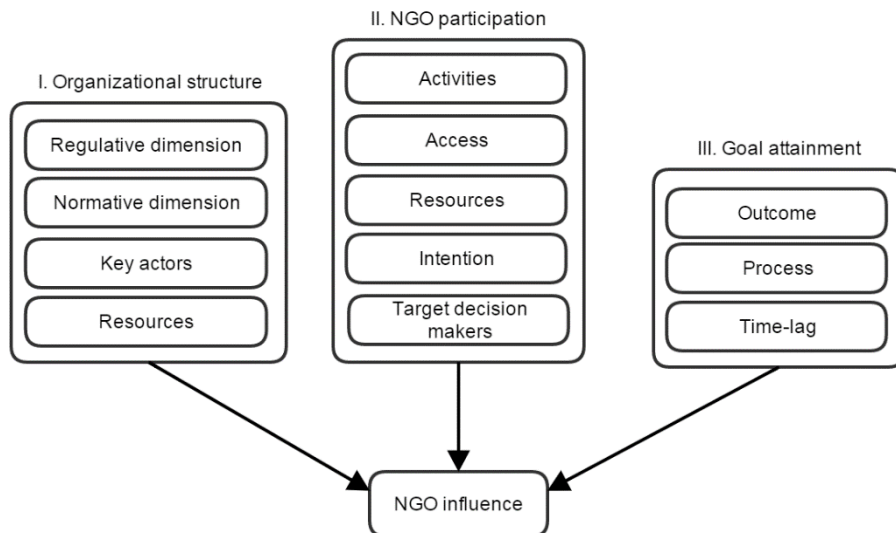 I. Organizational structure
Regulative dimension
Normative dimension
Key actors
Resources
II. NGO participation
Activities
Access
Resources
Intention
Target decision
makers
III. Goal attainment
Outcome
Process
Time-lag
NGO influence